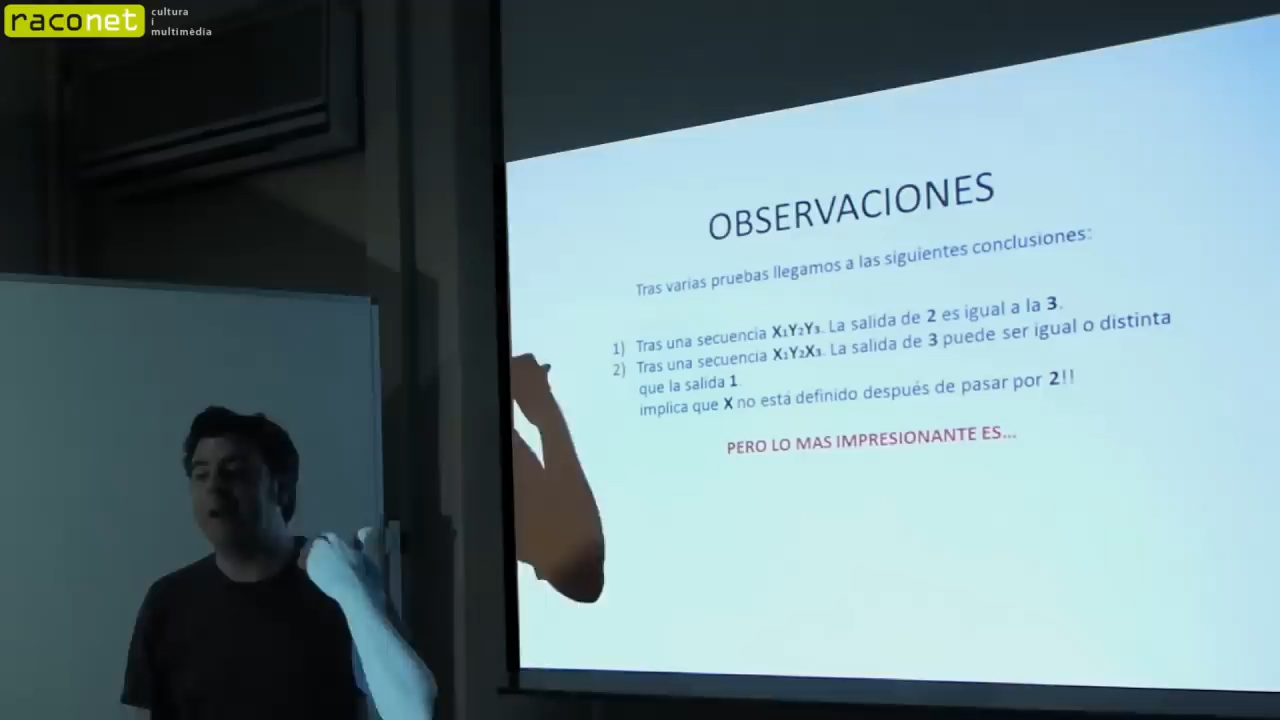 raconet
cultura
i
multimèdia
OBSERVACIONES
Tras varias pruebas llegamos a las siguientes conclusiones:
1) Tras una secuencia X₁Y₂Y₃. La salida de 2 es igual a la 3.
2) Tras una secuencia X₁Y₂X₃. La salida de 3 puede ser igual o distinta
que la salida 1
implica que X no está definido después de pasar por 2!!
PERO LO MAS IMPRESIONANTE ES...